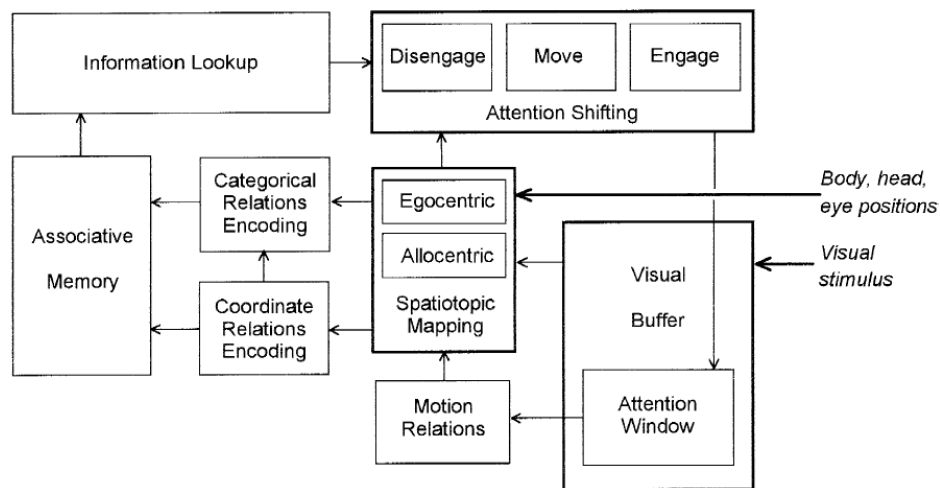 Information Lookup
Disengage
Move
Engage
Attention Shifting
Associative
Memory
Categorical
Relations
Encoding
Coordinate
Relations
Encoding
Egocentric
Allocentric
Spatiotopic
Mapping
Motion
Relations
Visual
Buffer
Attention
Window
Body, head,
eye positions
Visual
stimulus